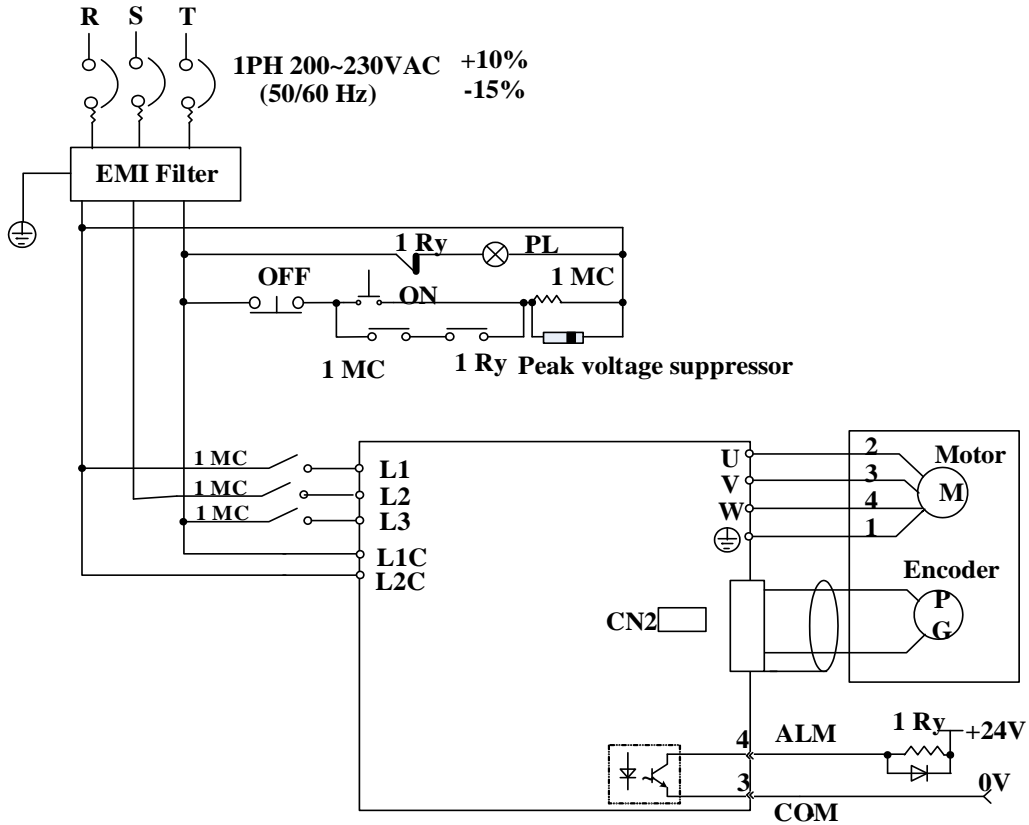 R S T
1PH 200~230VAC +10%
(50/60 Hz) -15%
EMI Filter
1 Ry PL
1 MC
OFF
ON
1 MC
1 Ry Peak voltage suppressor
1 MC
L1
1 MC
L2
1 MC
L3
L1C
L2C
U
V
W
2
3
4
1
Motor
M
Encoder
P
G
CN2
1 Ry
+24V
4 ALM
3
0V
COM